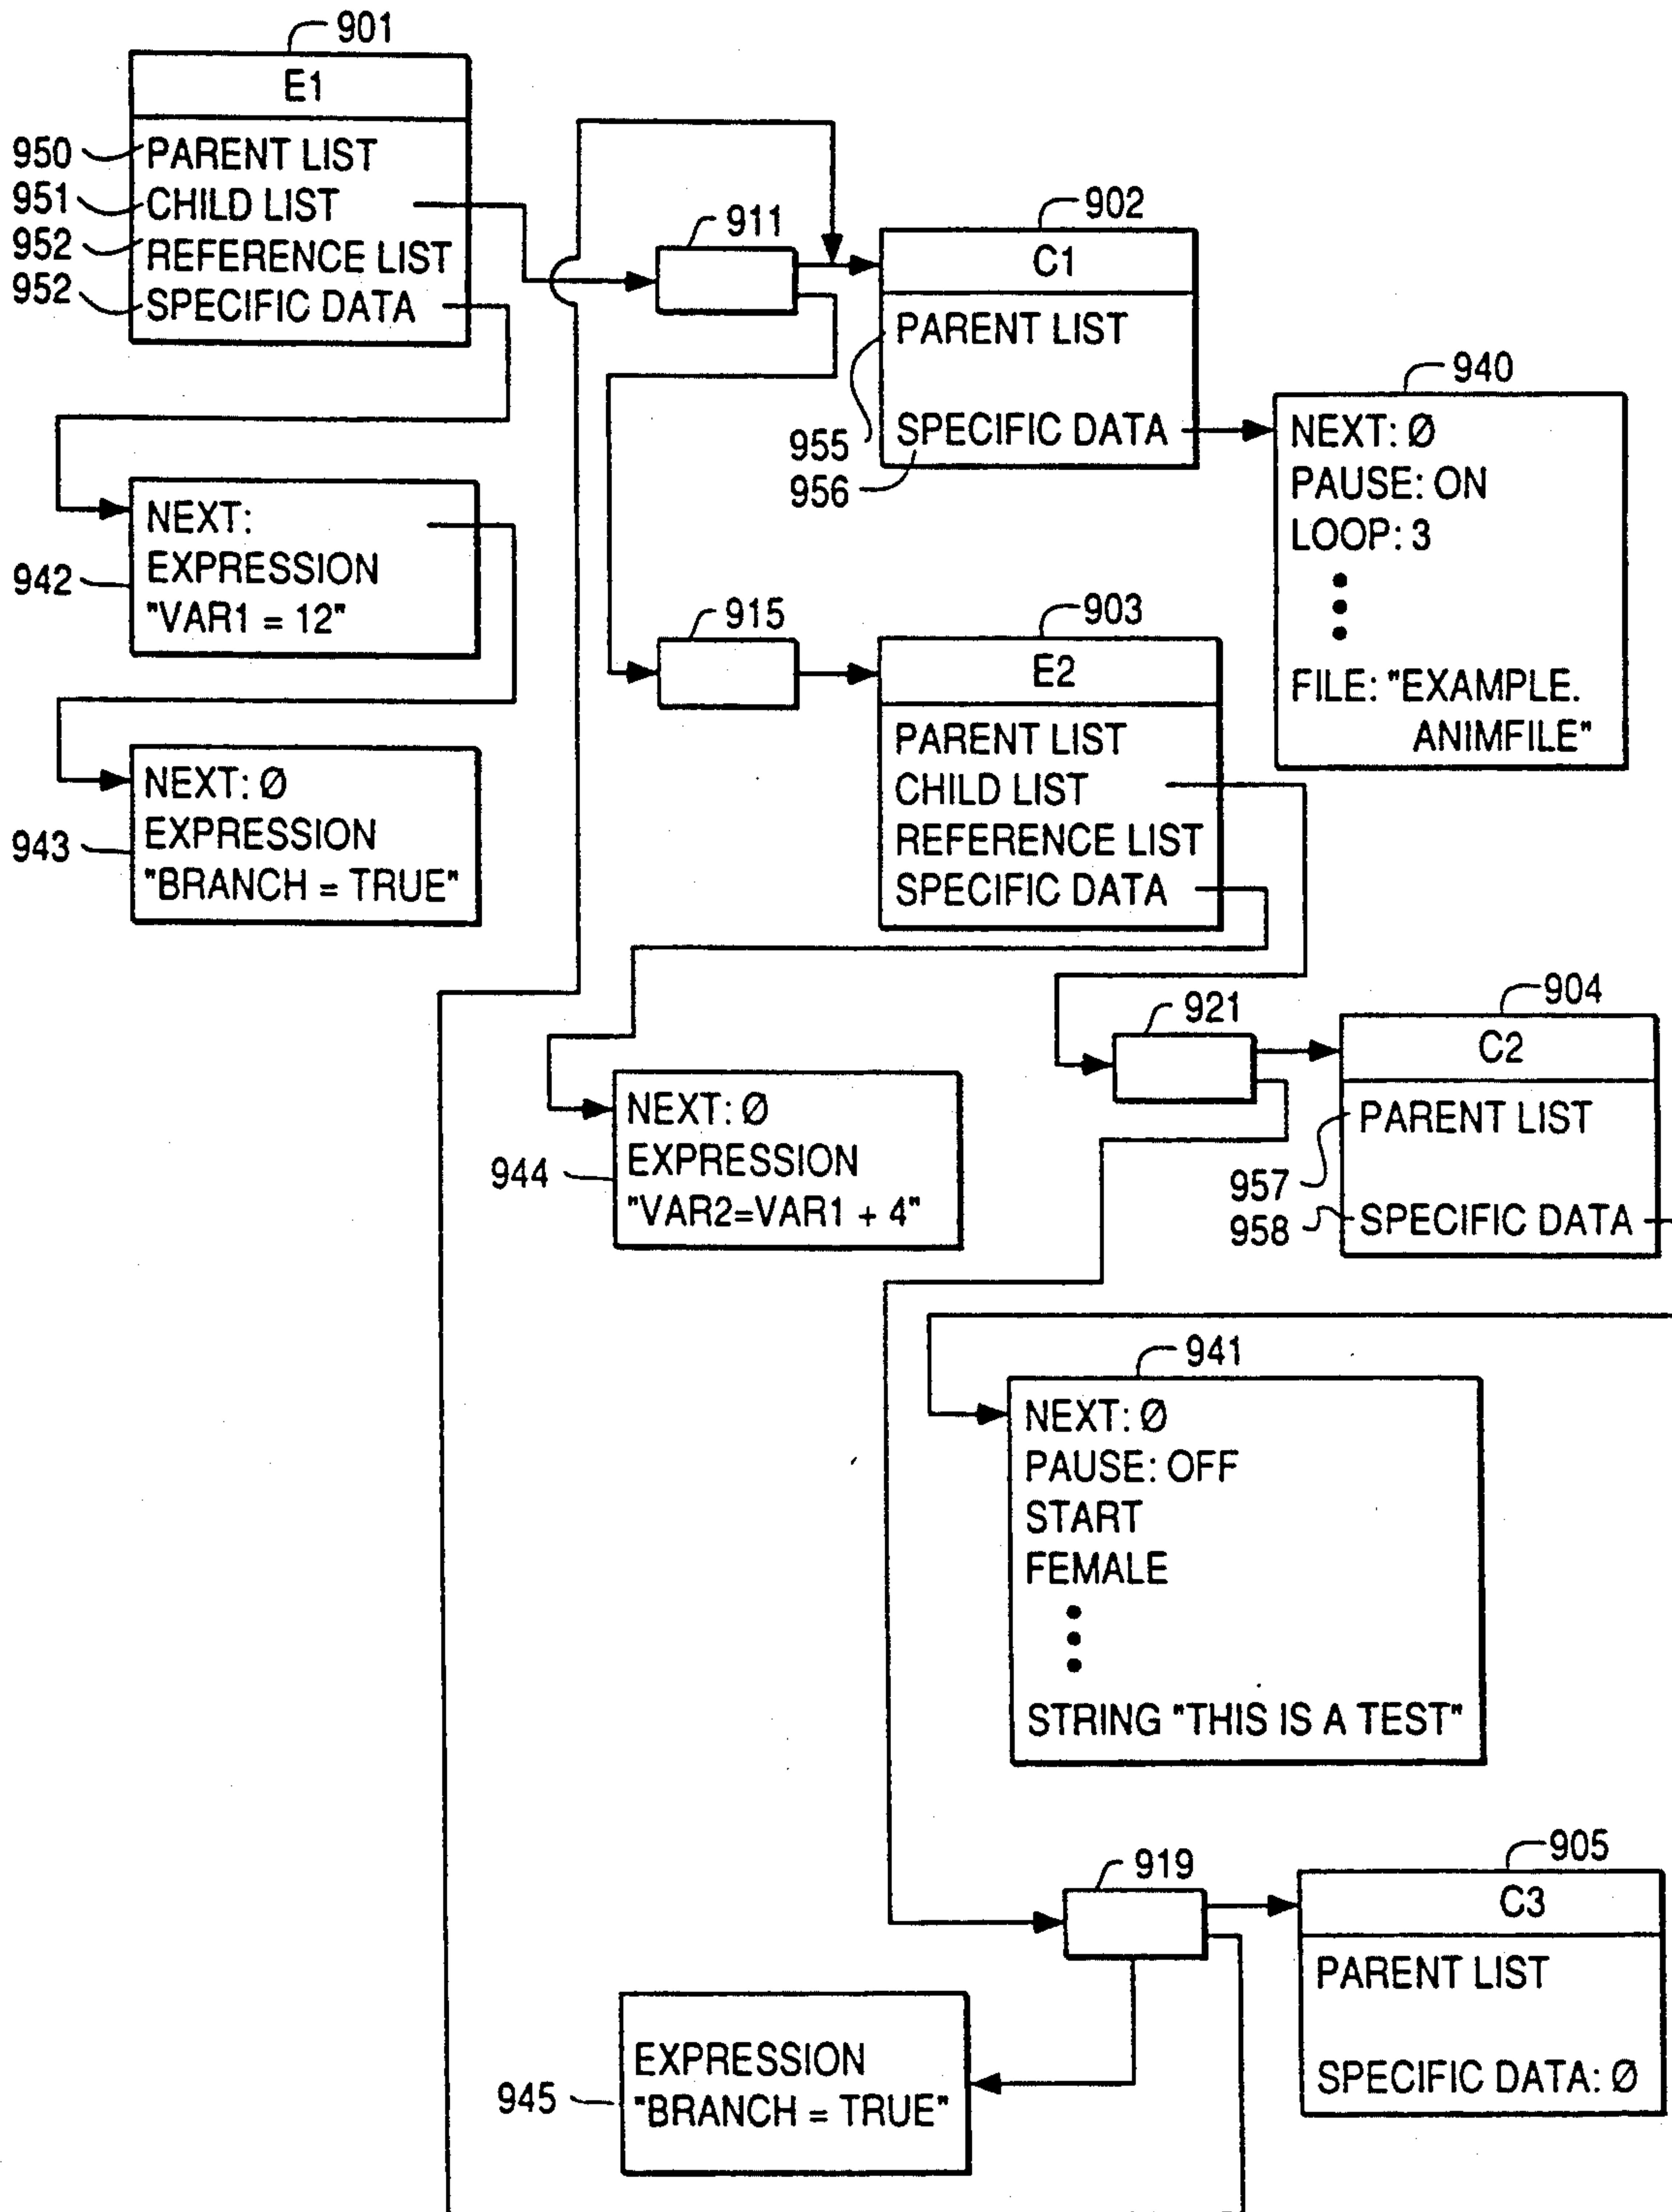 901
E1
950 PARENT LIST
951 CHILD LIST
952 REFERENCE LIST
952 SPECIFIC DATA
911
902
C1
PARENT LIST
955 SPECIFIC DATA
956
940
NEXT: Ø
PAUSE: ON
LOOP: 3
FILE: "EXAMPLE.
ANIMFILE"
942
NEXT:
EXPRESSION
"VAR1 = 12"
943
NEXT: Ø
EXPRESSION
"BRANCH = TRUE"
915
903
E2
PARENT LIST
CHILD LIST
REFERENCE LIST
SPECIFIC DATA
944
NEXT: Ø
EXPRESSION
"VAR2=VAR1 + 4"
921
904
C2
PARENT LIST
957
958 SPECIFIC DATA
941
NEXT: Ø
PAUSE: OFF
START
FEMALE
STRING "THIS IS A TEST"
919
905
C3
PARENT LIST
SPECIFIC DATA: Ø
945
EXPRESSION
"BRANCH = TRUE"